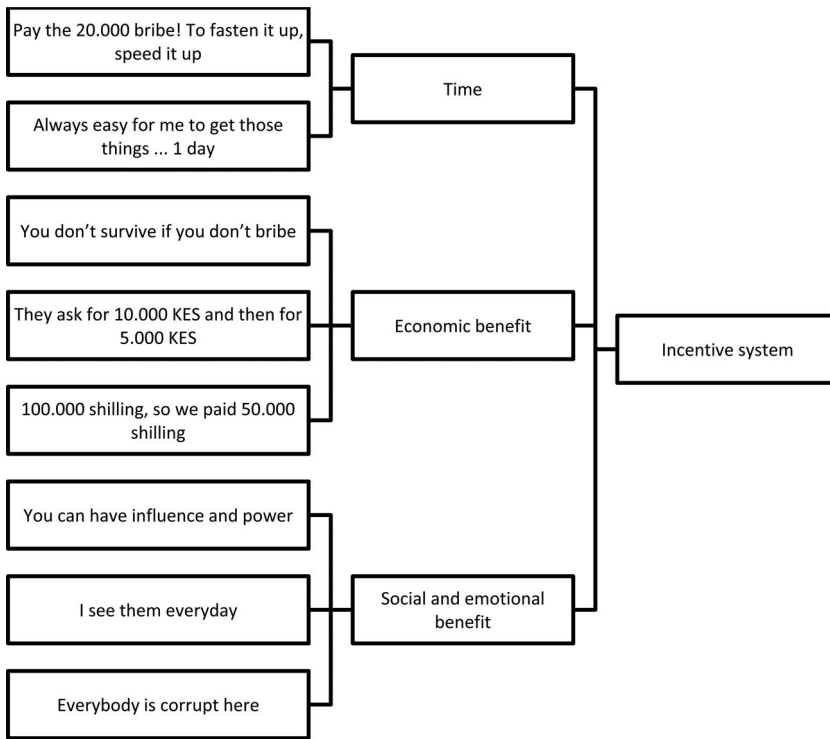 Pay the 20.000 bribe! To fasten it up,
speed it up
Time
Always easy for me to get those
things ... 1 day
You don’t survive if you don’t bribe
They ask for 10.000 KES and then for
5.000 KES
Economic benefit
Incentive system
100.000 shilling, so we paid 50.000
shilling
You can have influence and power
I see them everyday
Social and emotional
benefit
Everybody is corrupt here